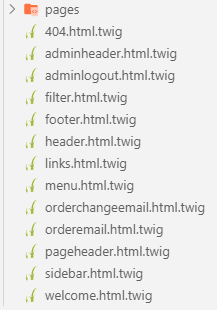 pages
404.html.twig
adminheader.html.twig
adminlogout.html.twig
filter.html.twig
footer.html.twig
header.html.twig
links.html.twig
menu.html.twig
orderchangeemail.html.twig
orderemail.html.twig
pageheader.html.twig
sidebar.html.twig
welcome.html.twig